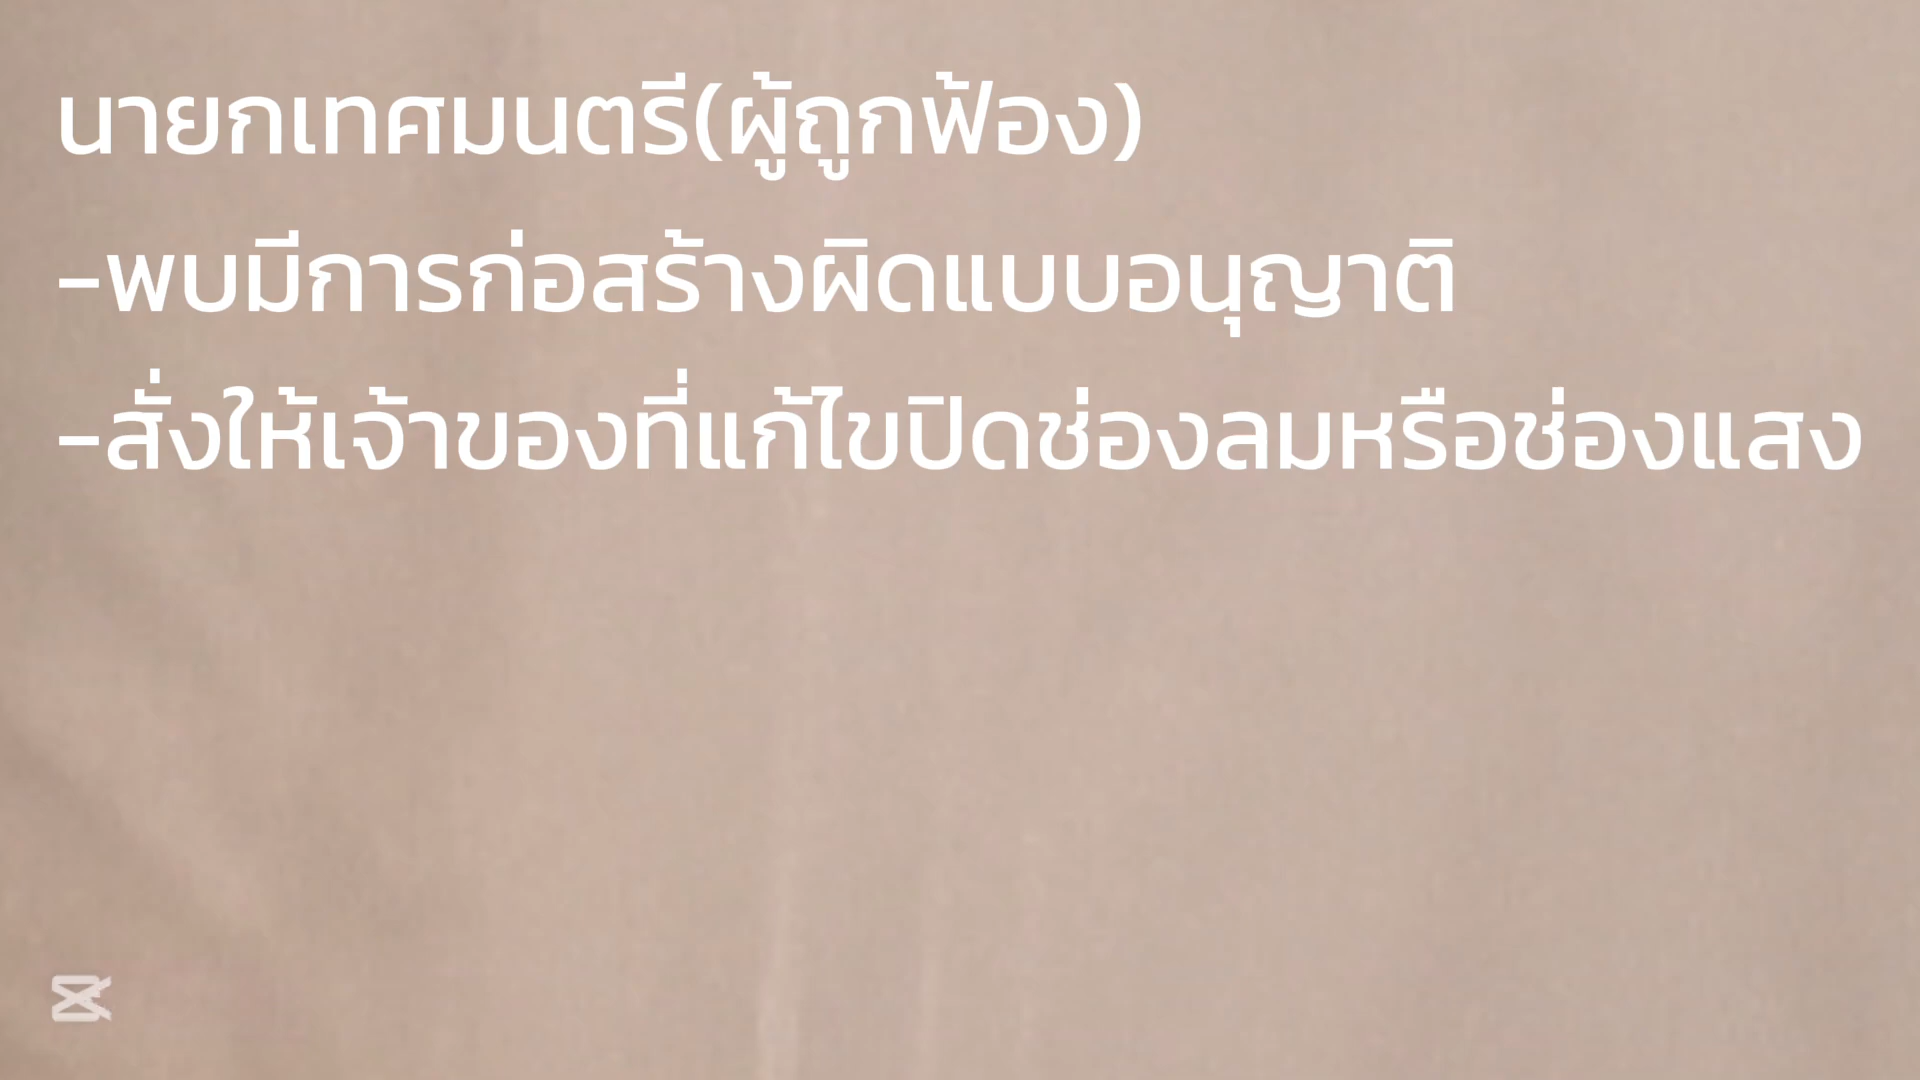 นายกเทศมนตรี(ผู้ถูกฟ้อง)
-พบมีการก่อสร้างผิดแบบอนุญาติ
-สั่งให้เจ้าของที่แก้ไขปิดช่องลมหรือช่องแสง